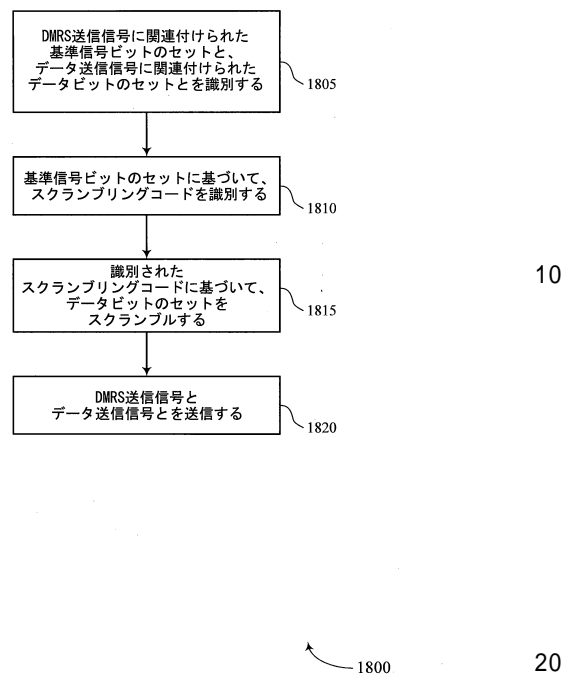 DMRS送信信号に関連付けられた
基準信号ビットのセットと、
データ送信信号に関連付けられた
データビットのセットとを識別する
1805
基準信号ビットのセットに基づいて、
スクランブリングコードを識別する
1810
識別された
スクランブリングコードに基づいて、
データビットのセットを
スクランブルする
1815
10
DMRS送信信号と
データ送信信号とを送信する
1820
1800
20